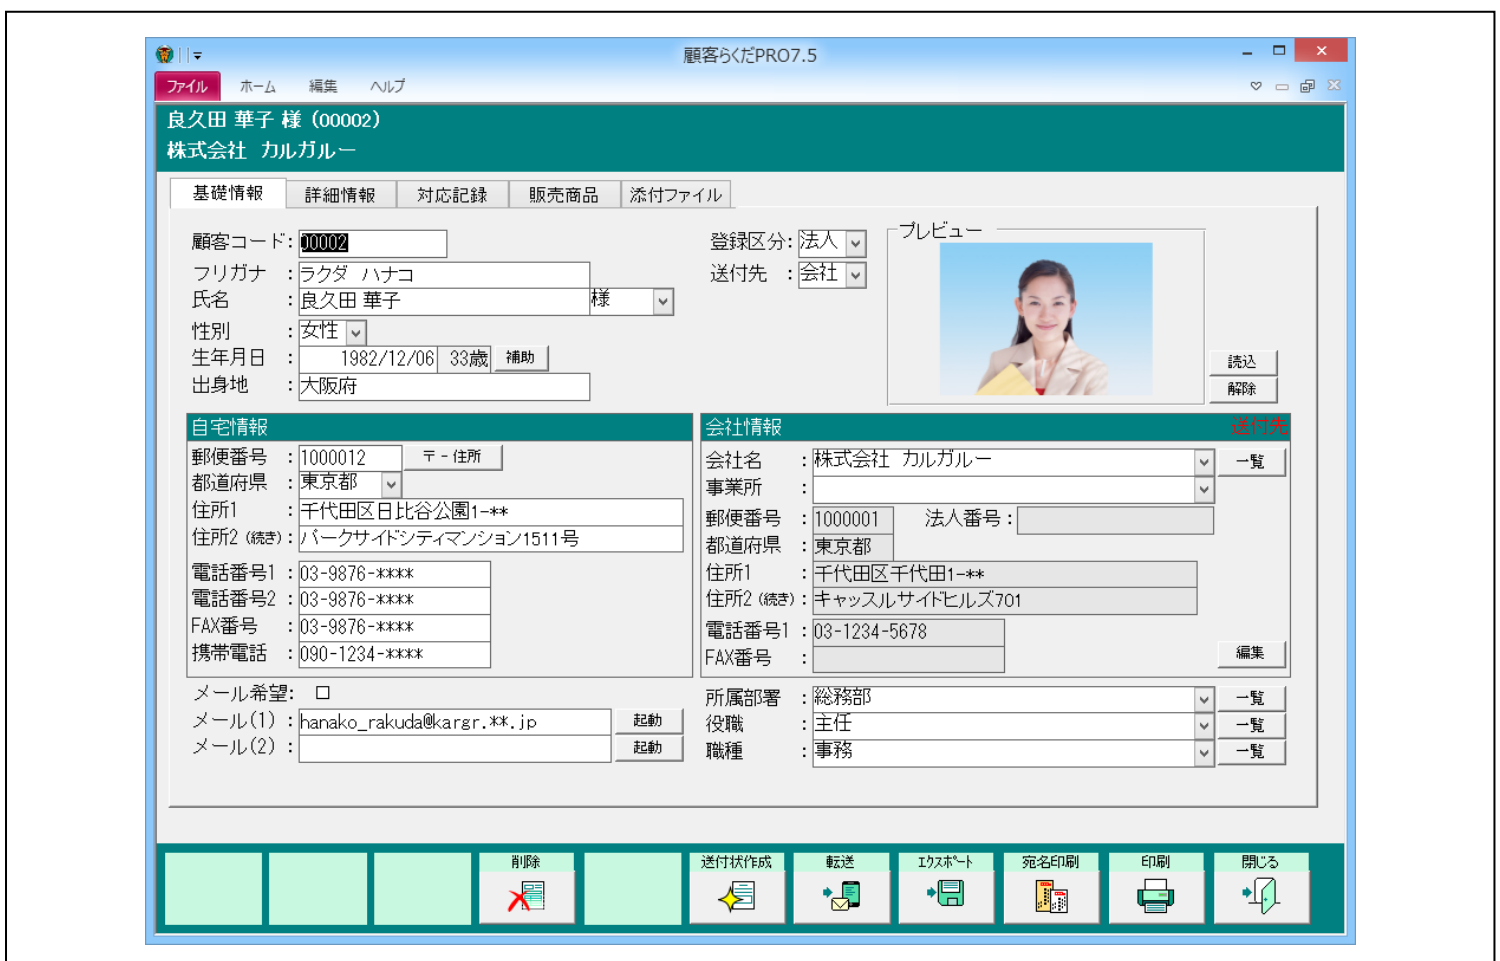 顧客らくだPRO7.5
ファイル ホーム 編集 ヘルプ
良久田 華子 様 (00002)
株式会社 カルガルー
基礎情報 詳細情報 対応記録 販売商品 添付ファイル
顧客コード: 00002
フリガナ : ラクダ ハナコ
氏名 : 良久田 華子 様
性別 : 女性
生年月日 : 1982/12/06 33歳 補助
出身地 : 大阪府
登録区分: 法人
送付先 : 会社
プレビュー
読込
解除
自宅情報
郵便番号 : 1000012 〒-住所
都道府県 : 東京都
住所1 : 千代田区日比谷公園1-**
住所2 (続き) : パークサイドシティマンション1511号
電話番号1 : 03-9876-****
電話番号2 : 03-9876-****
FAX番号 : 03-9876-****
携帯電話 : 090-1234-****
メール希望:
メール(1) : hanako_rakuda@kargr.**.jp 起動
メール(2) : 起動
会社情報 送付先
会社名 : 株式会社 カルガルー 一覧
事業所 :
郵便番号 : 1000001 法人番号 :
都道府県 : 東京都
住所1 : 千代田区千代田1-**
住所2 (続き) : キャッスルサイドヒルズ701
電話番号1 : 03-1234-5678
FAX番号 : 編集
所属部署 : 総務部 一覧
役職 : 主任 一覧
職種 : 事務 一覧
削除 送付状作成 転送 エクスポート 宛名印刷 印刷 閉じる